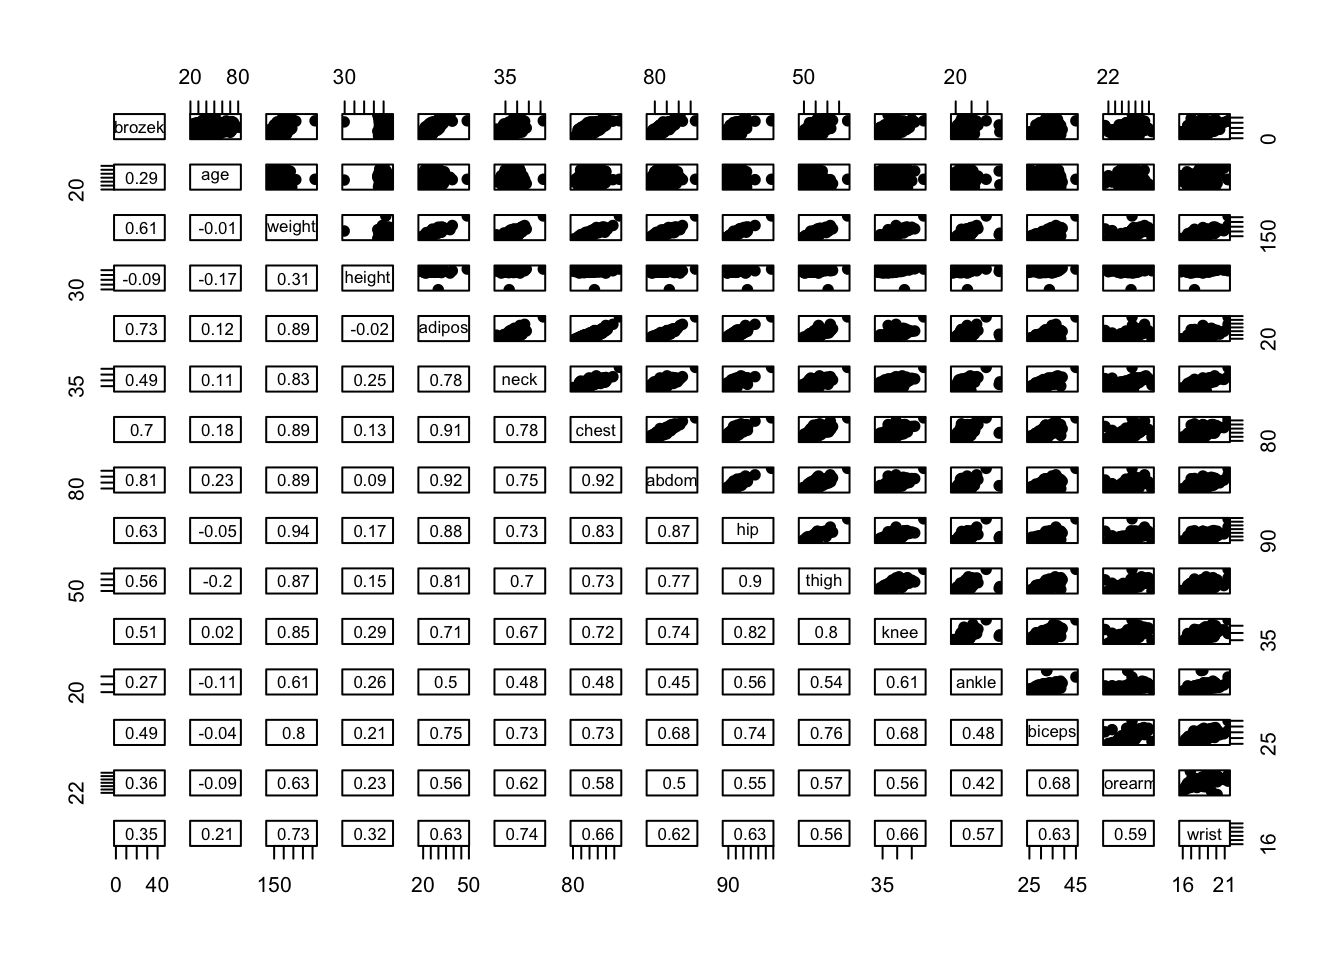 20 80 30 35 80 50 20 22
brozek 0
20 0.29 age
0.61 -0.01 weight 150
30 -0.09 -0.17 0.31 height
0.73 0.12 0.89 -0.02 adipos 20
35 0.49 0.11 0.83 0.25 0.78 neck
0.7 0.18 0.89 0.13 0.91 0.78 chest 80
80 0.81 0.23 0.89 0.09 0.92 0.75 0.92 abdom
0.63 -0.05 0.94 0.17 0.88 0.73 0.83 0.87 hip 90
50 0.56 -0.2 0.87 0.15 0.81 0.7 0.73 0.77 0.9 thigh
0.51 0.02 0.85 0.29 0.71 0.67 0.72 0.74 0.82 0.8 knee 35
20 0.27 -0.11 0.61 0.26 0.5 0.48 0.48 0.45 0.56 0.54 0.61 ankle
0.49 -0.04 0.8 0.21 0.75 0.73 0.73 0.68 0.74 0.76 0.68 0.48 biceps 25
22 0.36 -0.09 0.63 0.23 0.56 0.62 0.58 0.5 0.55 0.57 0.56 0.42 0.68 orearm
0.35 0.21 0.73 0.32 0.63 0.74 0.66 0.62 0.63 0.56 0.66 0.57 0.63 0.59 wrist 16
0 40 150 20 50 80 90 35 25 45 16 21